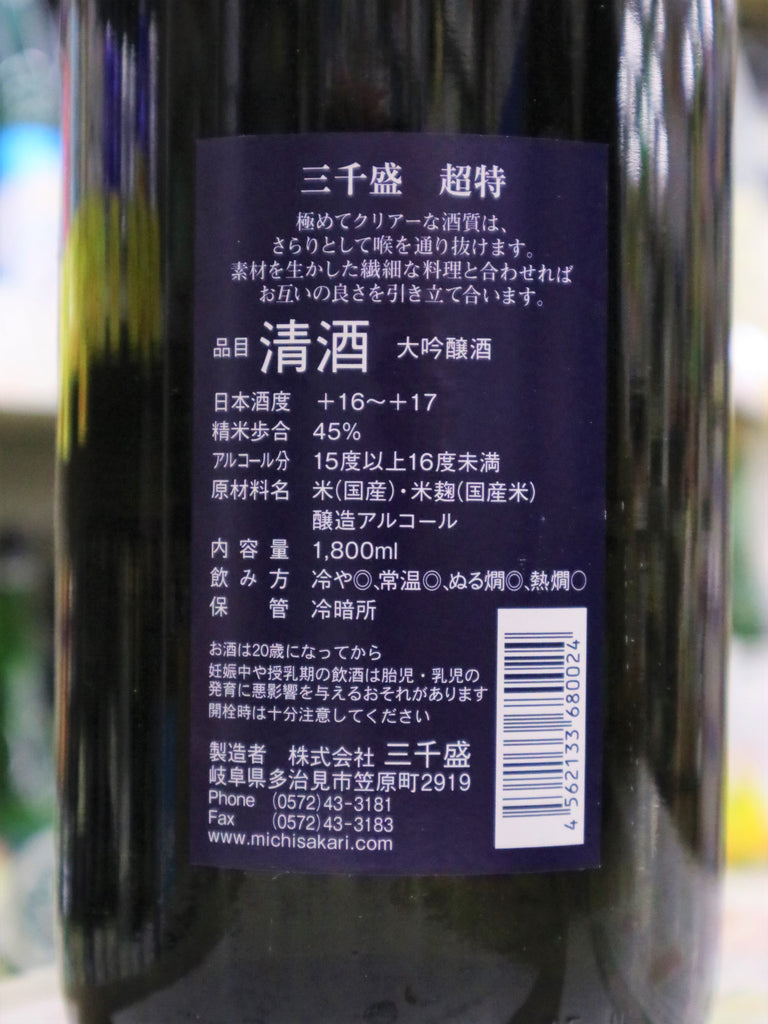 三千盛　超特
極めてクリアーな酒質は、
さらりとして喉を通り抜けます。
素材を生かした繊細な料理と合わせれば
お互いの良さを引き立て合います。
品目 清酒 大吟醸酒
日本酒度 +16〜+17
精米歩合 45%
アルコール分 15度以上16度未満
原材料名 米(国産)・米麹(国産米)
醸造アルコール
内容量 1,800ml
飲み方 冷や◎、常温◎、ぬる燗◎、熱燗○
保管 冷暗所
お酒は20歳になってから
妊娠中や授乳期の飲酒は胎児・乳児の
発育に悪影響を与えるおそれがあります
開栓時は十分注意してください
製造者 株式会社 三千盛
岐阜県多治見市笠原町2919
Phone (0572)43-3181
Fax (0572)43-3183
www.michisakari.com
4 562133 680024